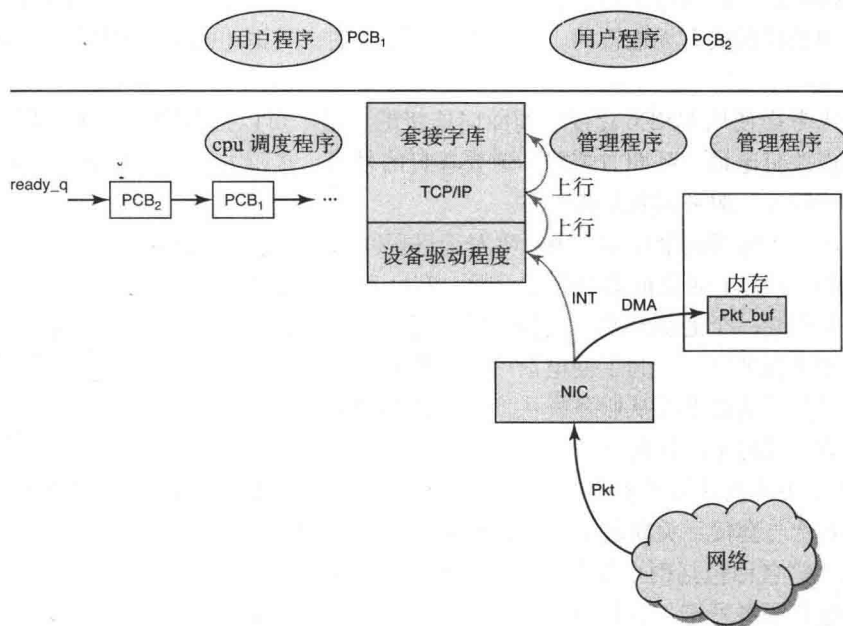 用户程序 PCB₁
用户程序 PCB₂
cpu 调度程序
套接字库
管理程序
管理程序
ready_q
PCB₂
PCB₁
...
TCP/IP
上行
上行
设备驱动程度
INT
DMA
内存
Pkt_buf
NIC
Pkt
网络